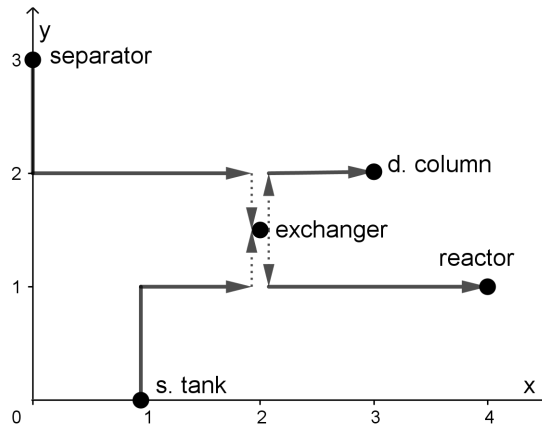 y
3
separator
2
d. column
exchanger
reactor
1
s. tank
x
0
1
2
3
4